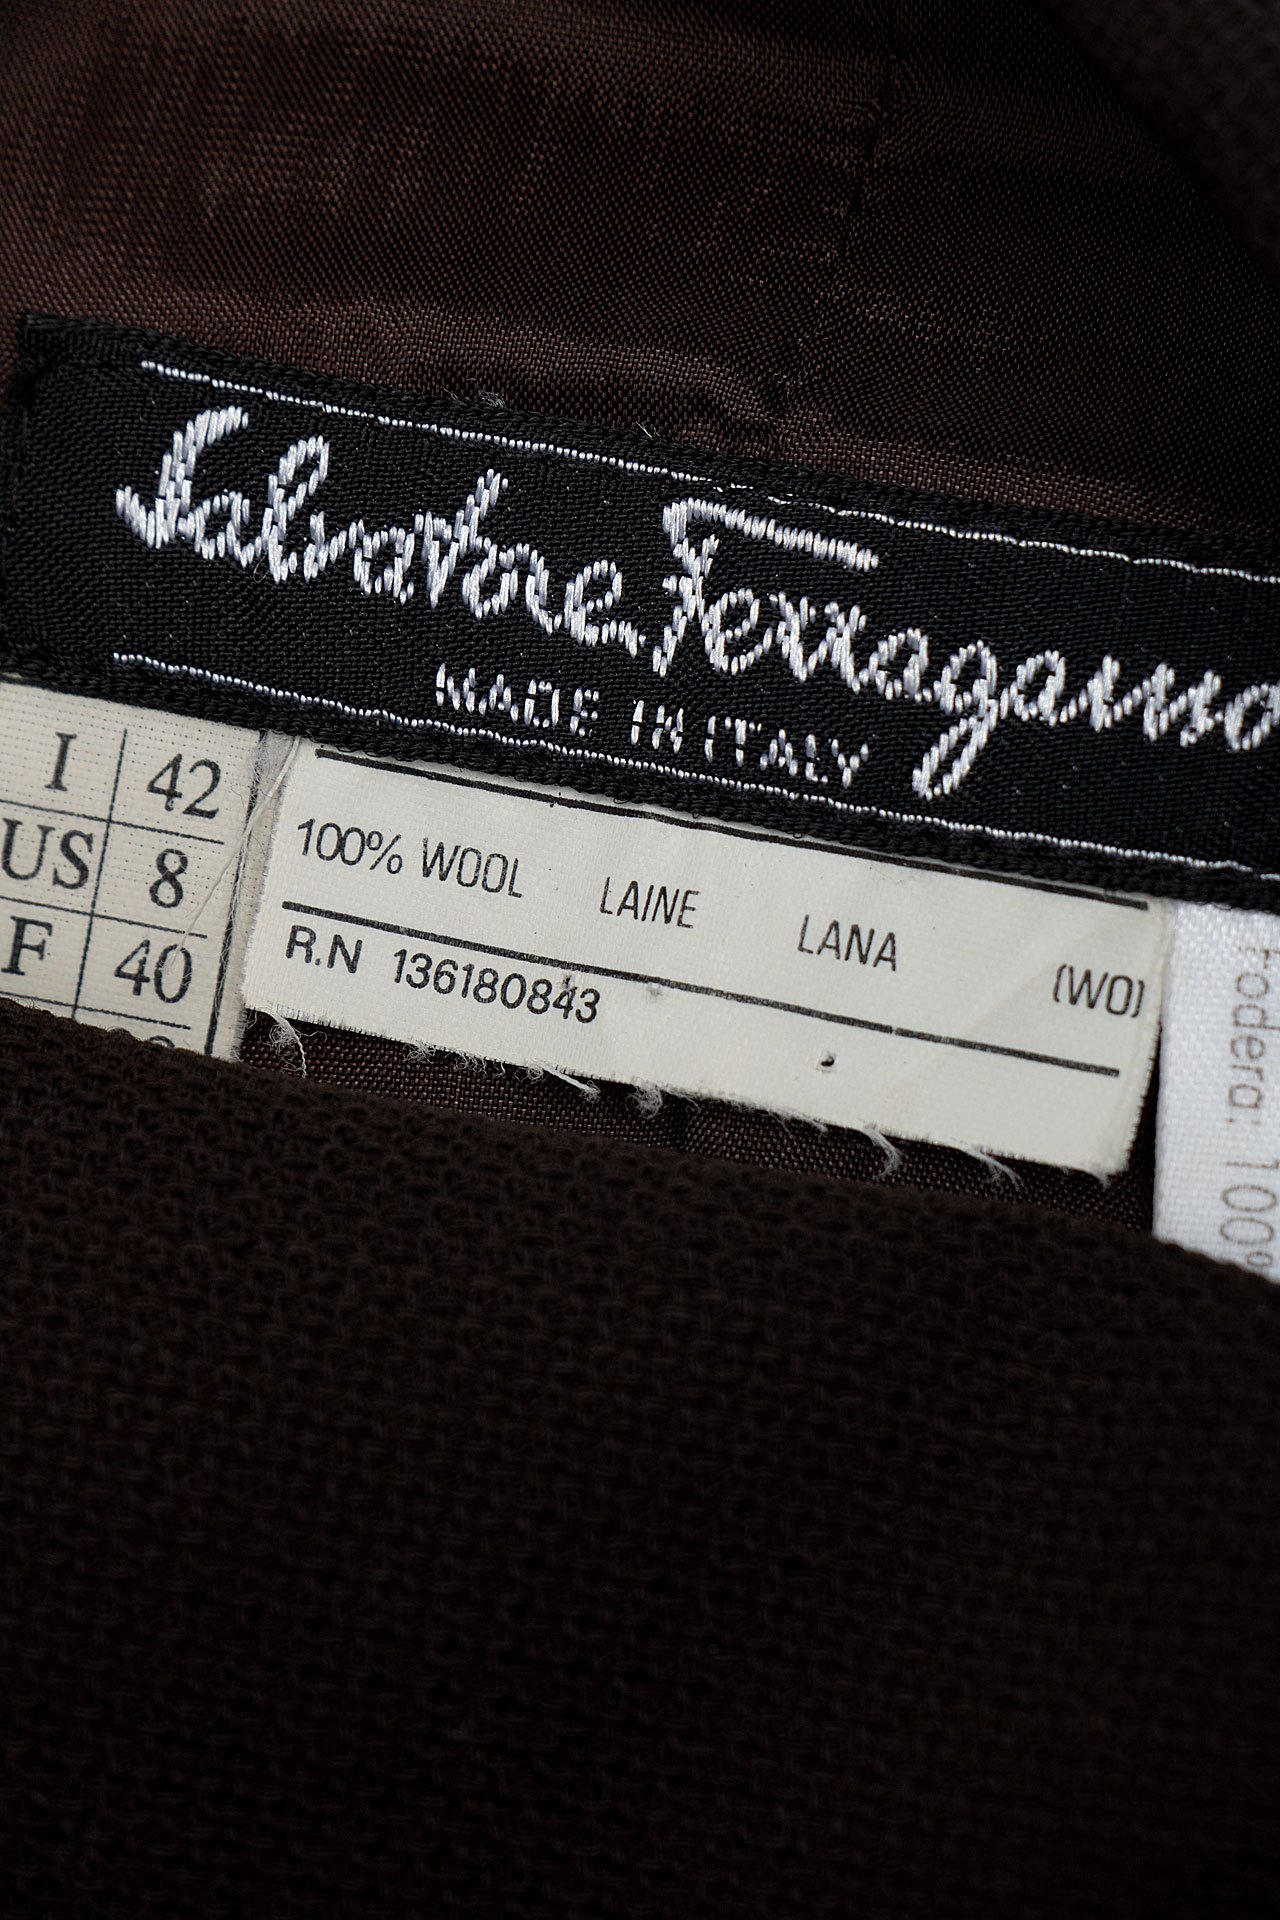 Salvatore Ferragamo
MADE IN ITALY
I 42
US 8
F 40
100% WOOL LAINE LANA (WO)
R.N 136180843
Fodera: 100%